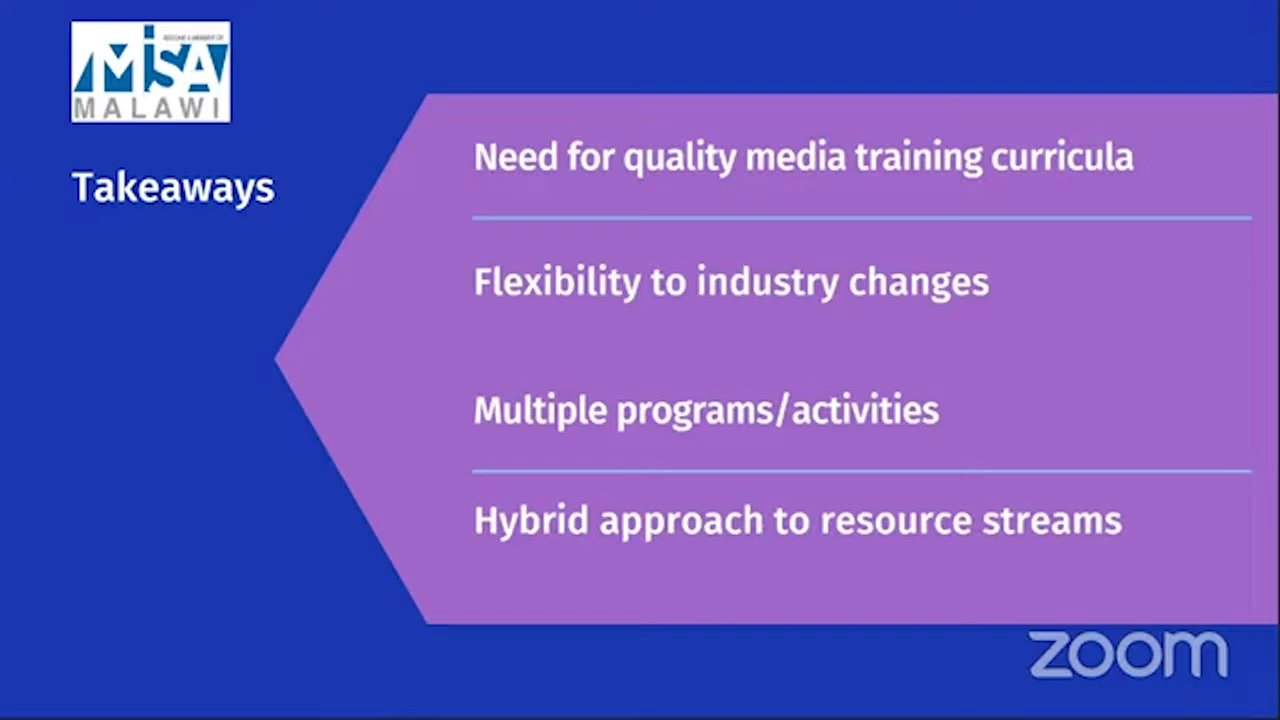 MISA
MALAWI
Takeaways
Need for quality media training curricula
Flexibility to industry changes
Multiple programs/activities
Hybrid approach to resource streams
zoom